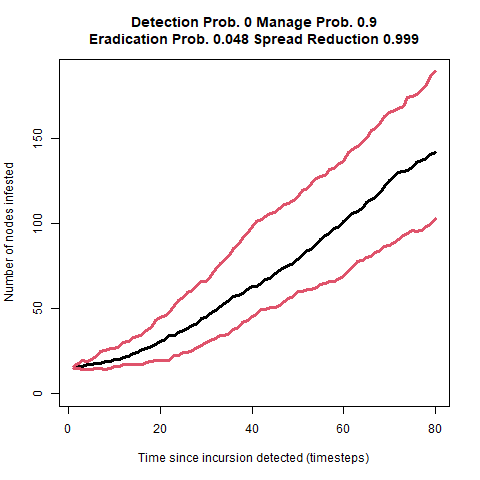 Detection Prob. 0 Manage Prob. 0.9
Eradication Prob. 0.048 Spread Reduction 0.999
Number of nodes infested
150
100
50
0
0 20 40 60 80
Time since incursion detected (timesteps)